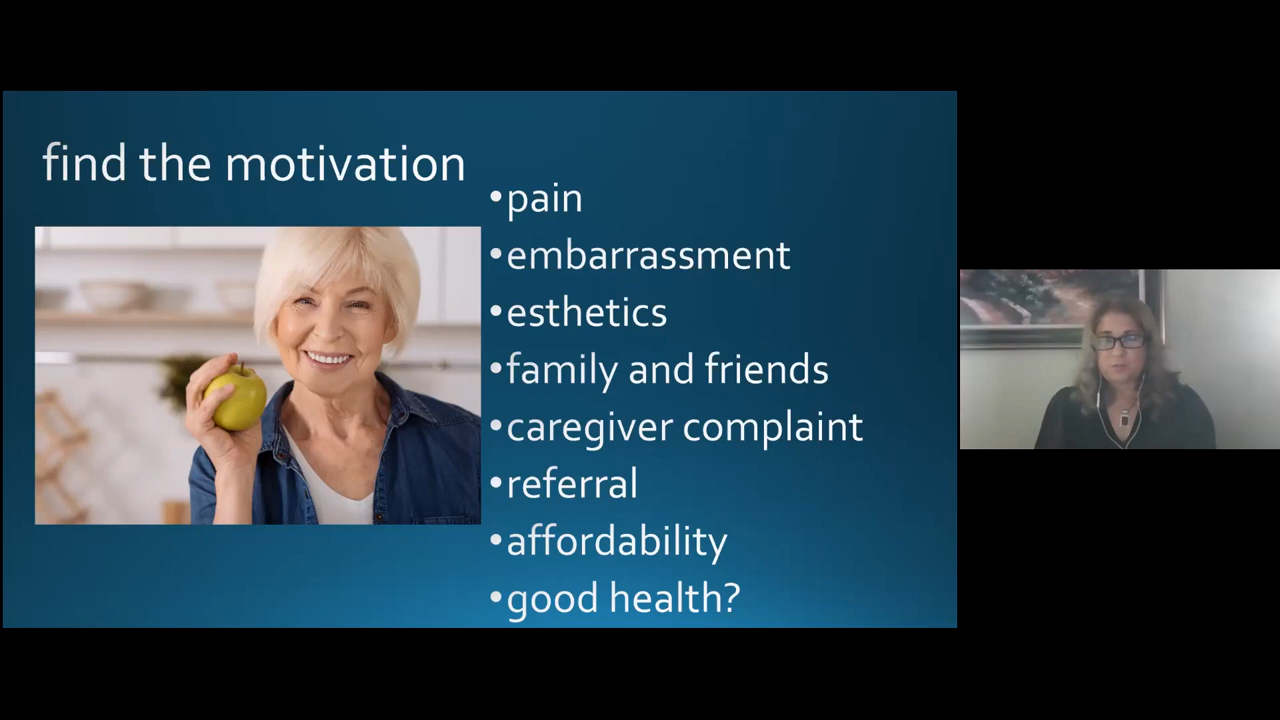 find the motivation
•pain
•embarrassment
•esthetics
•family and friends
•caregiver complaint
•referral
•affordability
•good health?